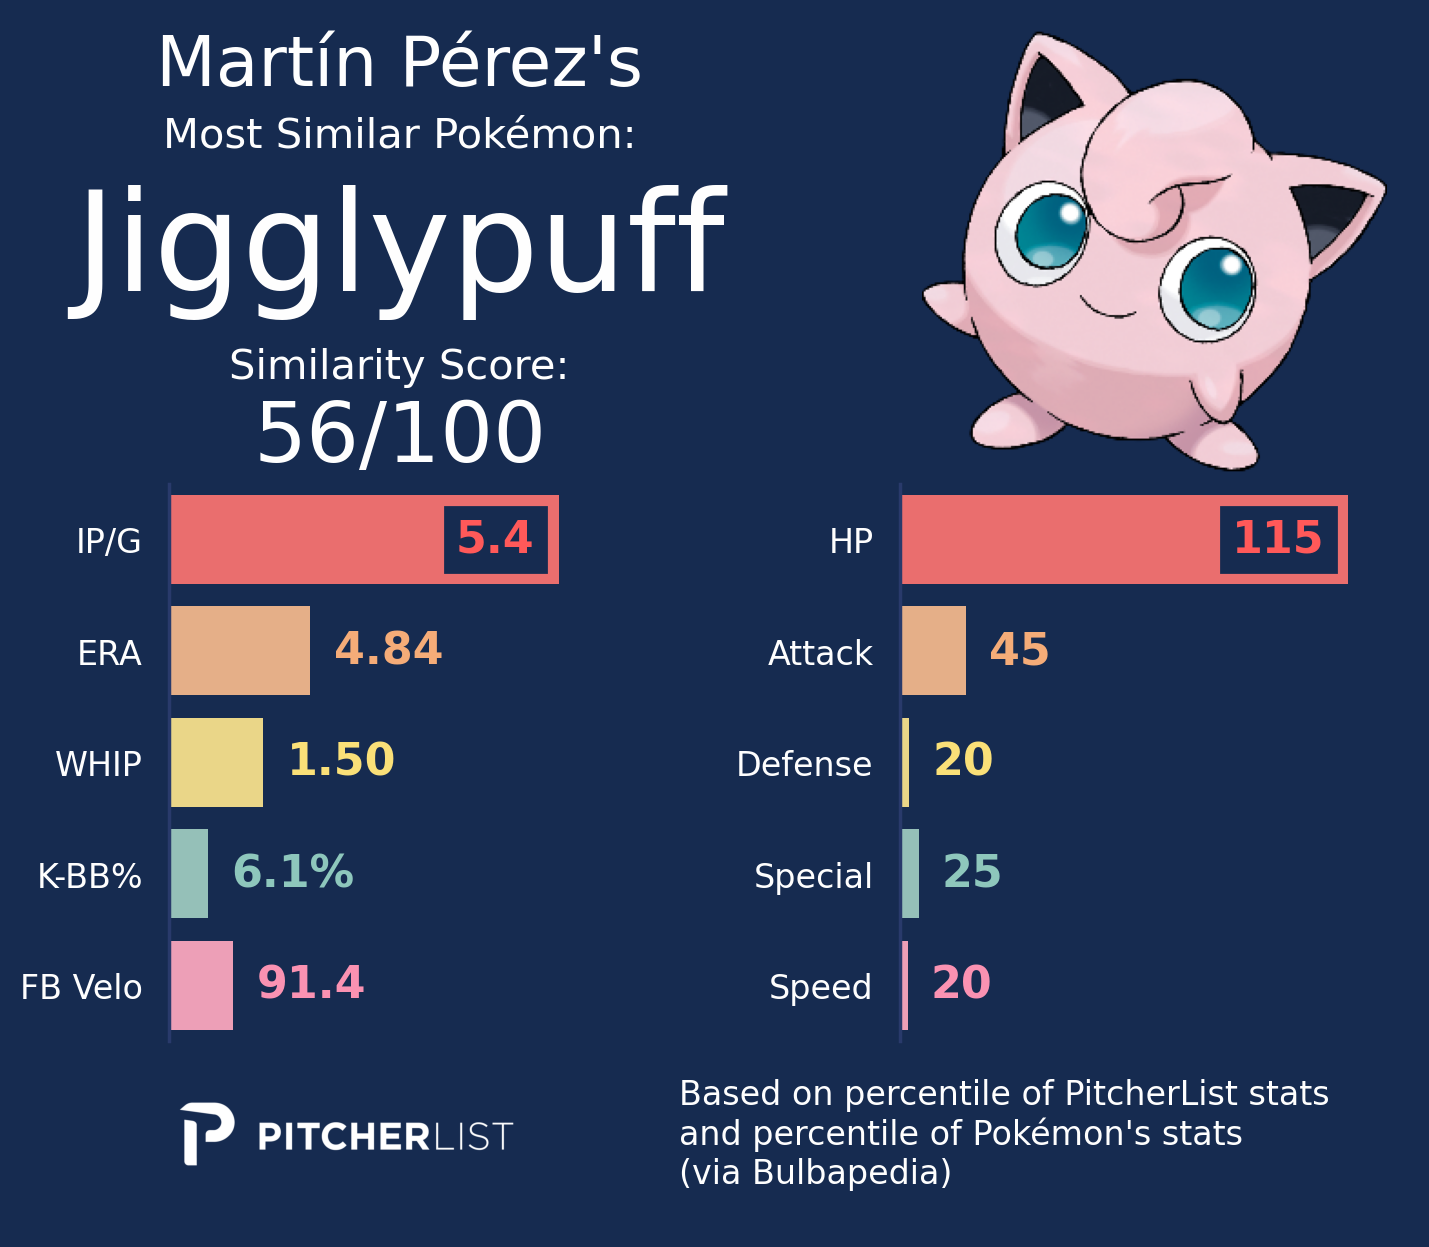 Martín Pérez's
Most Similar Pokémon:
Jigglypuff
Similarity Score:
56/100
IP/G 5.4
ERA 4.84
WHIP 1.50
K-BB% 6.1%
FB Velo 91.4
HP 115
Attack 45
Defense 20
Special 25
Speed 20
PITCHERLIST
Based on percentile of PitcherList stats
and percentile of Pokémon's stats
(via Bulbapedia)